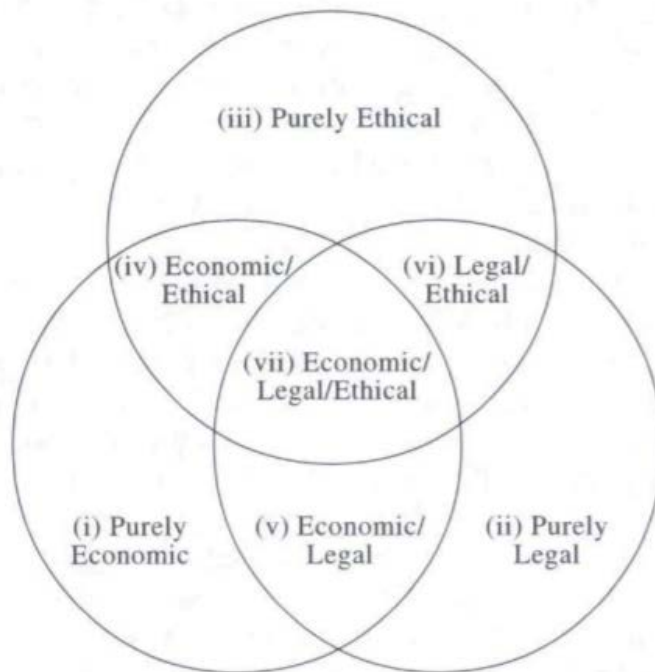 (iii) Purely Ethical
(iv) Economic/
Ethical
(vi) Legal/
Ethical
(vii) Economic/
Legal/Ethical
(i) Purely
Economic
(v) Economic/
Legal
(ii) Purely
Legal